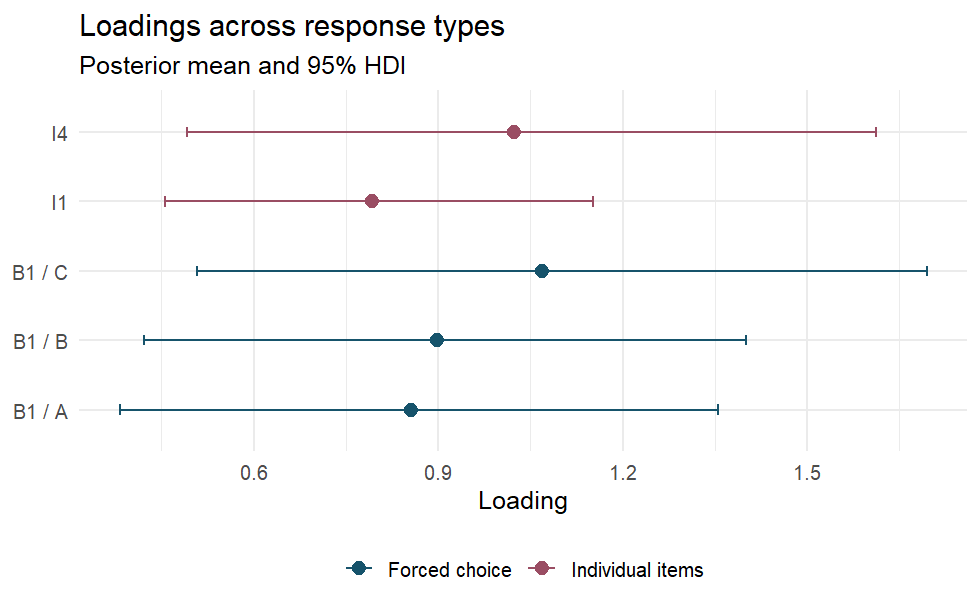 Loadings across response types
Posterior mean and 95% HDI
I4
I1
B1 / C
B1 / B
B1 / A
0.6 0.9 1.2 1.5
Loading
Forced choice Individual items